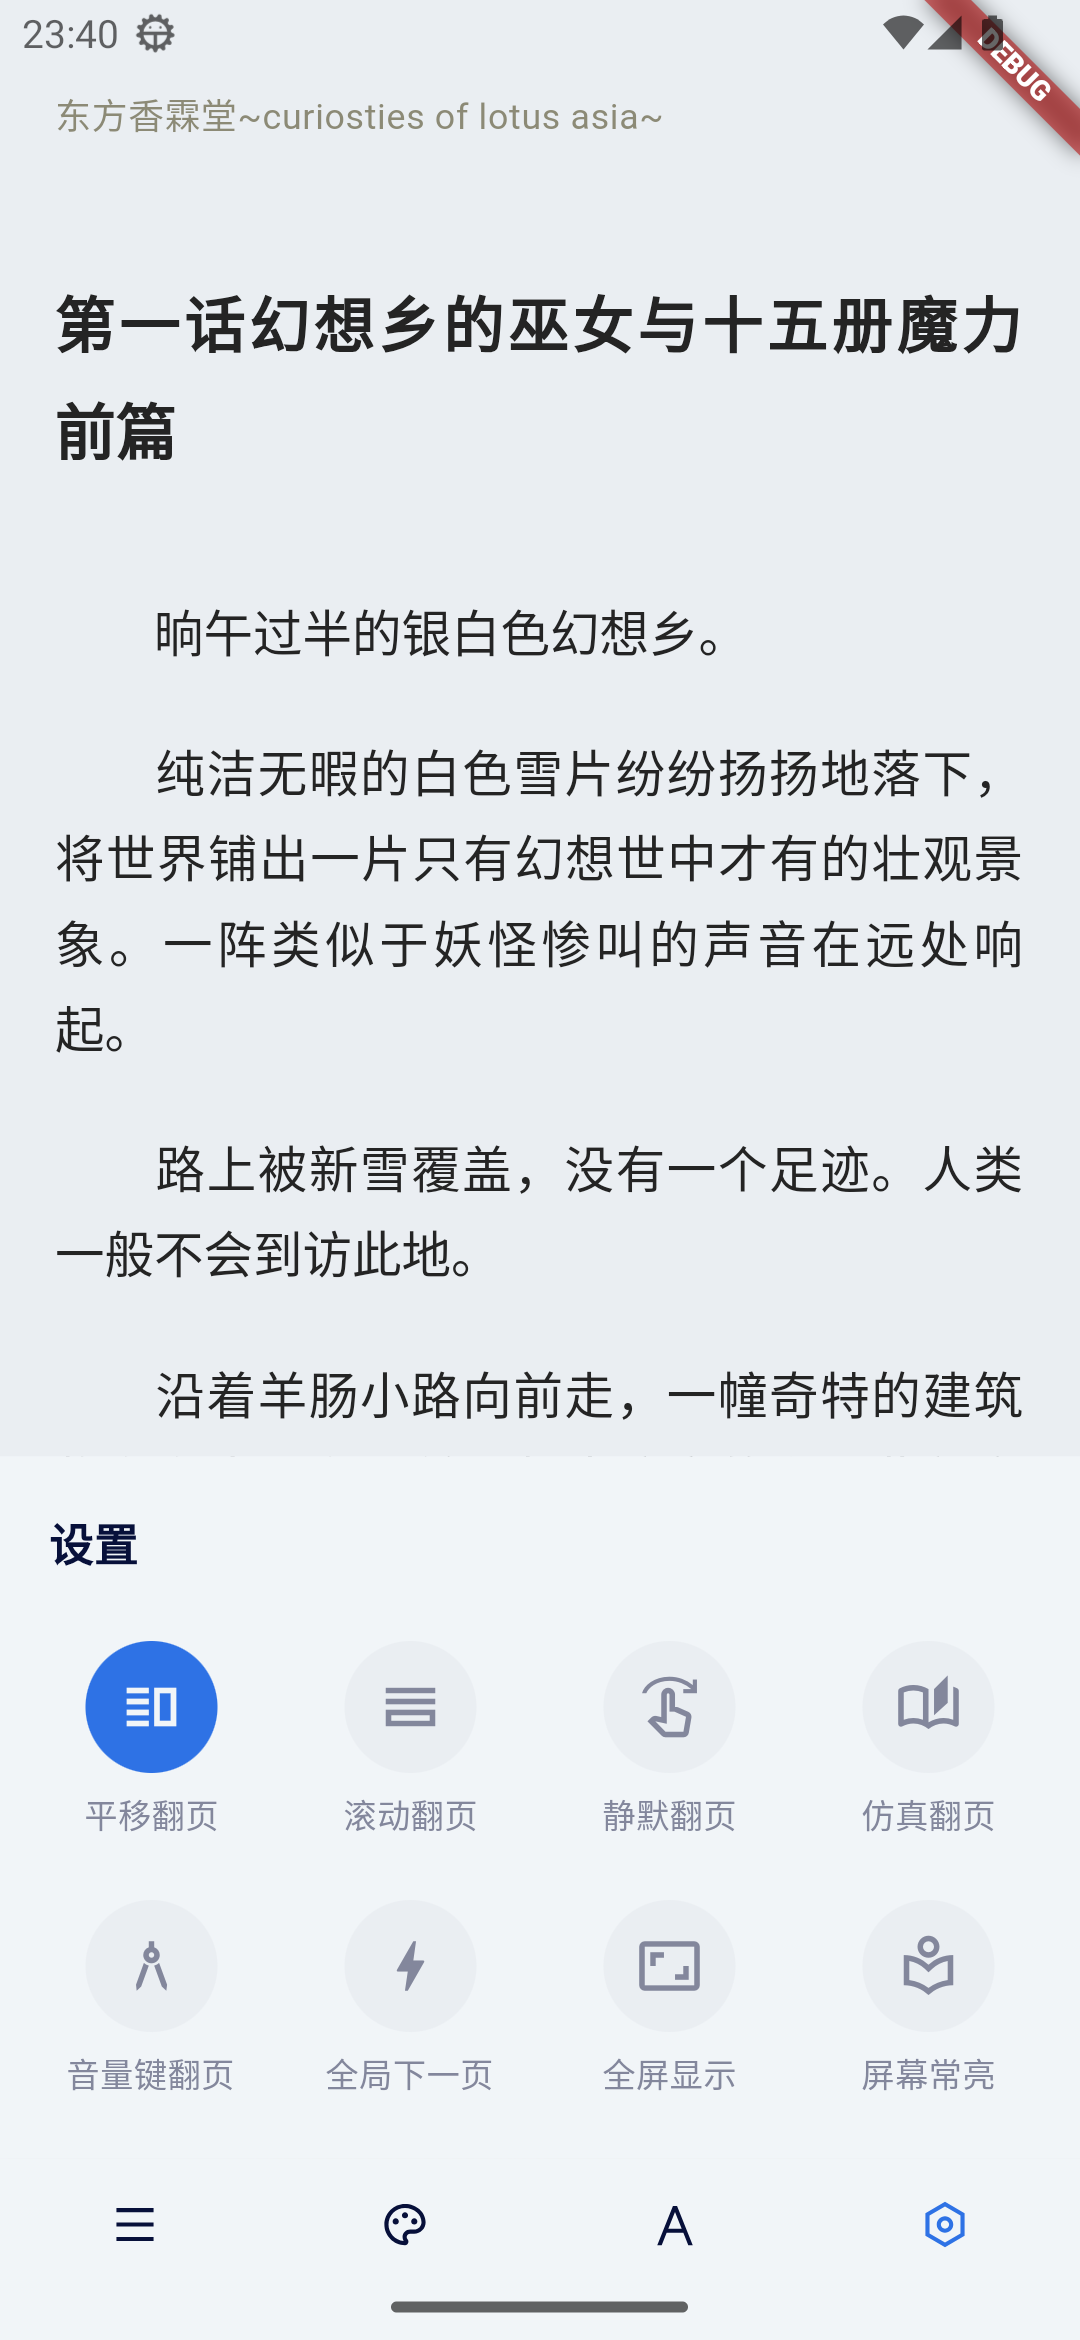 23:40
DEBUG
东方香霖堂~curiosties of lotus asia~
第一话幻想乡的巫女与十五册魔力
前篇
晌午过半的银白色幻想乡。
纯洁无暇的白色雪片纷纷扬扬地落下，
将世界铺出一片只有幻想世中才有的壮观景
象。一阵类似于妖怪惨叫的声音在远处响
起。
路上被新雪覆盖，没有一个足迹。人类
一般不会到访此地。
沿着羊肠小路向前走，一幢奇特的建筑
设置
平移翻页
滚动翻页
静默翻页
仿真翻页
音量键翻页
全局下一页
全屏显示
屏幕常亮